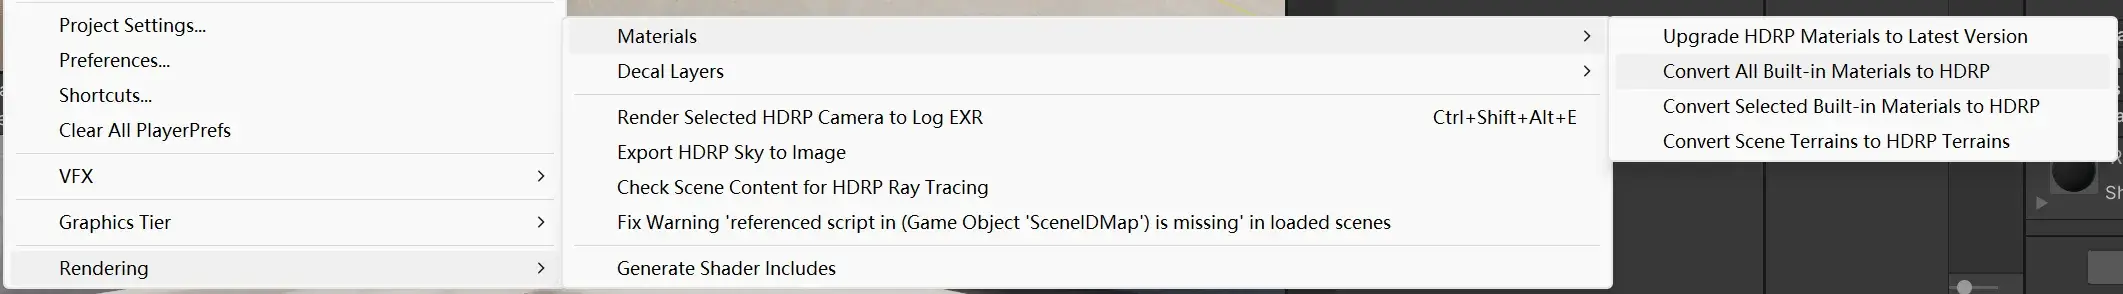 Project Settings...
Preferences...
Shortcuts...
Clear All PlayerPrefs
VFX
Graphics Tier
Rendering
Materials
Decal Layers
Render Selected HDRP Camera to Log EXR Ctrl+Shift+Alt+E
Export HDRP Sky to Image
Check Scene Content for HDRP Ray Tracing
Fix Warning 'referenced script in (Game Object 'SceneIDMap') is missing' in loaded scenes
Generate Shader Includes
Upgrade HDRP Materials to Latest Version
Convert All Built-in Materials to HDRP
Convert Selected Built-in Materials to HDRP
Convert Scene Terrains to HDRP Terrains